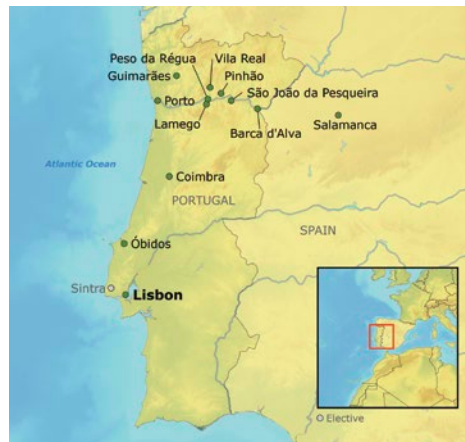 Peso da Régua
Vila Real
Guimarães
Pinhão
Porto
São João da Pesqueira
Lamego
Barca d'Alva
Salamanca
Atlantic Ocean
Coimbra
PORTUGAL
SPAIN
Óbidos
Sintra
Lisbon
Elective